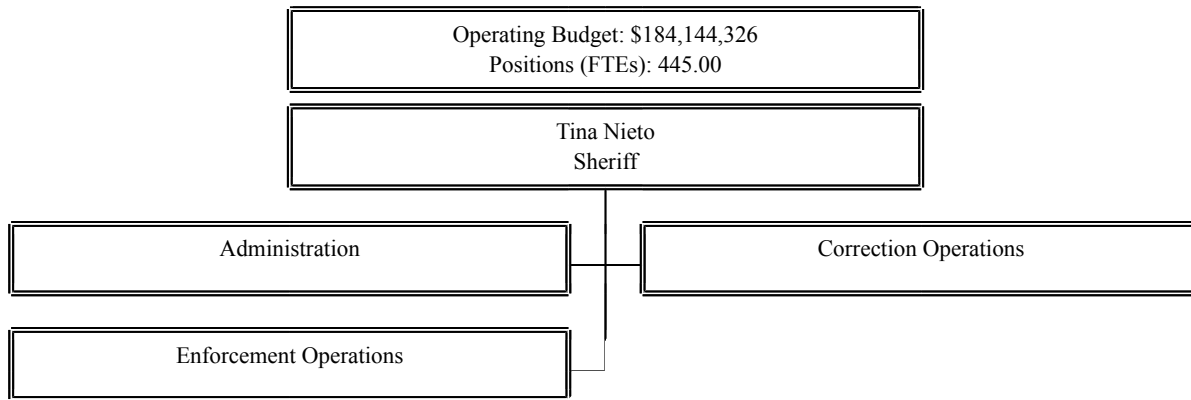 Operating Budget: $184,144,326
Positions (FTEs): 445.00
Tina Nieto
Sheriff
Administration
Correction Operations
Enforcement Operations